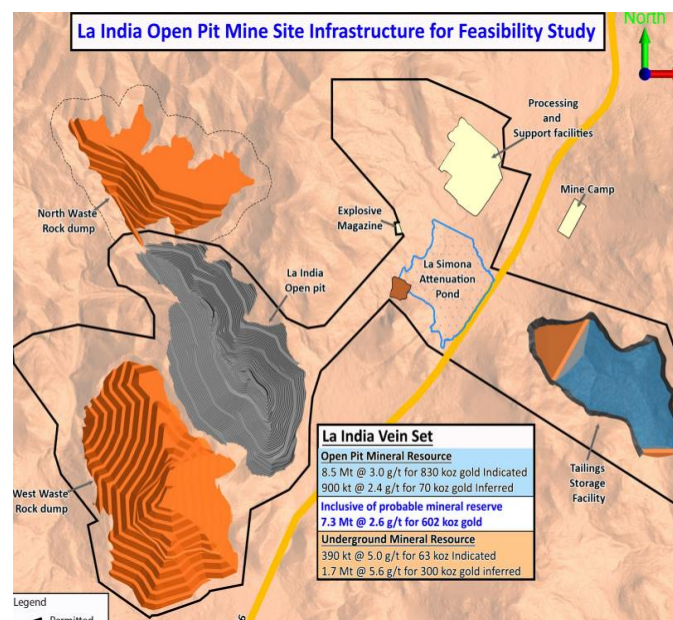 La India Open Pit Mine Site Infrastructure for Feasibility Study
North
Processing
and
Support facilities
Mine Camp
North Waste
Rock dump
Explosive
Magazine
La India
Open pit
La Simona
Attenuation
Pond
La India Vein Set
Open Pit Mineral Resource
8.5 Mt @ 3.0 g/t for 830 koz gold Indicated
900 kt @ 2.4 g/t for 70 koz gold Inferred
Inclusive of probable mineral reserve
7.3 Mt @ 2.6 g/t for 602 koz gold
Underground Mineral Resource
390 kt @ 5.0 g/t for 63 koz Indicated
1.7 Mt @ 5.6 g/t for 300 koz gold inferred
Tailings
Storage
Facility
West Waste
Rock dump
Legend